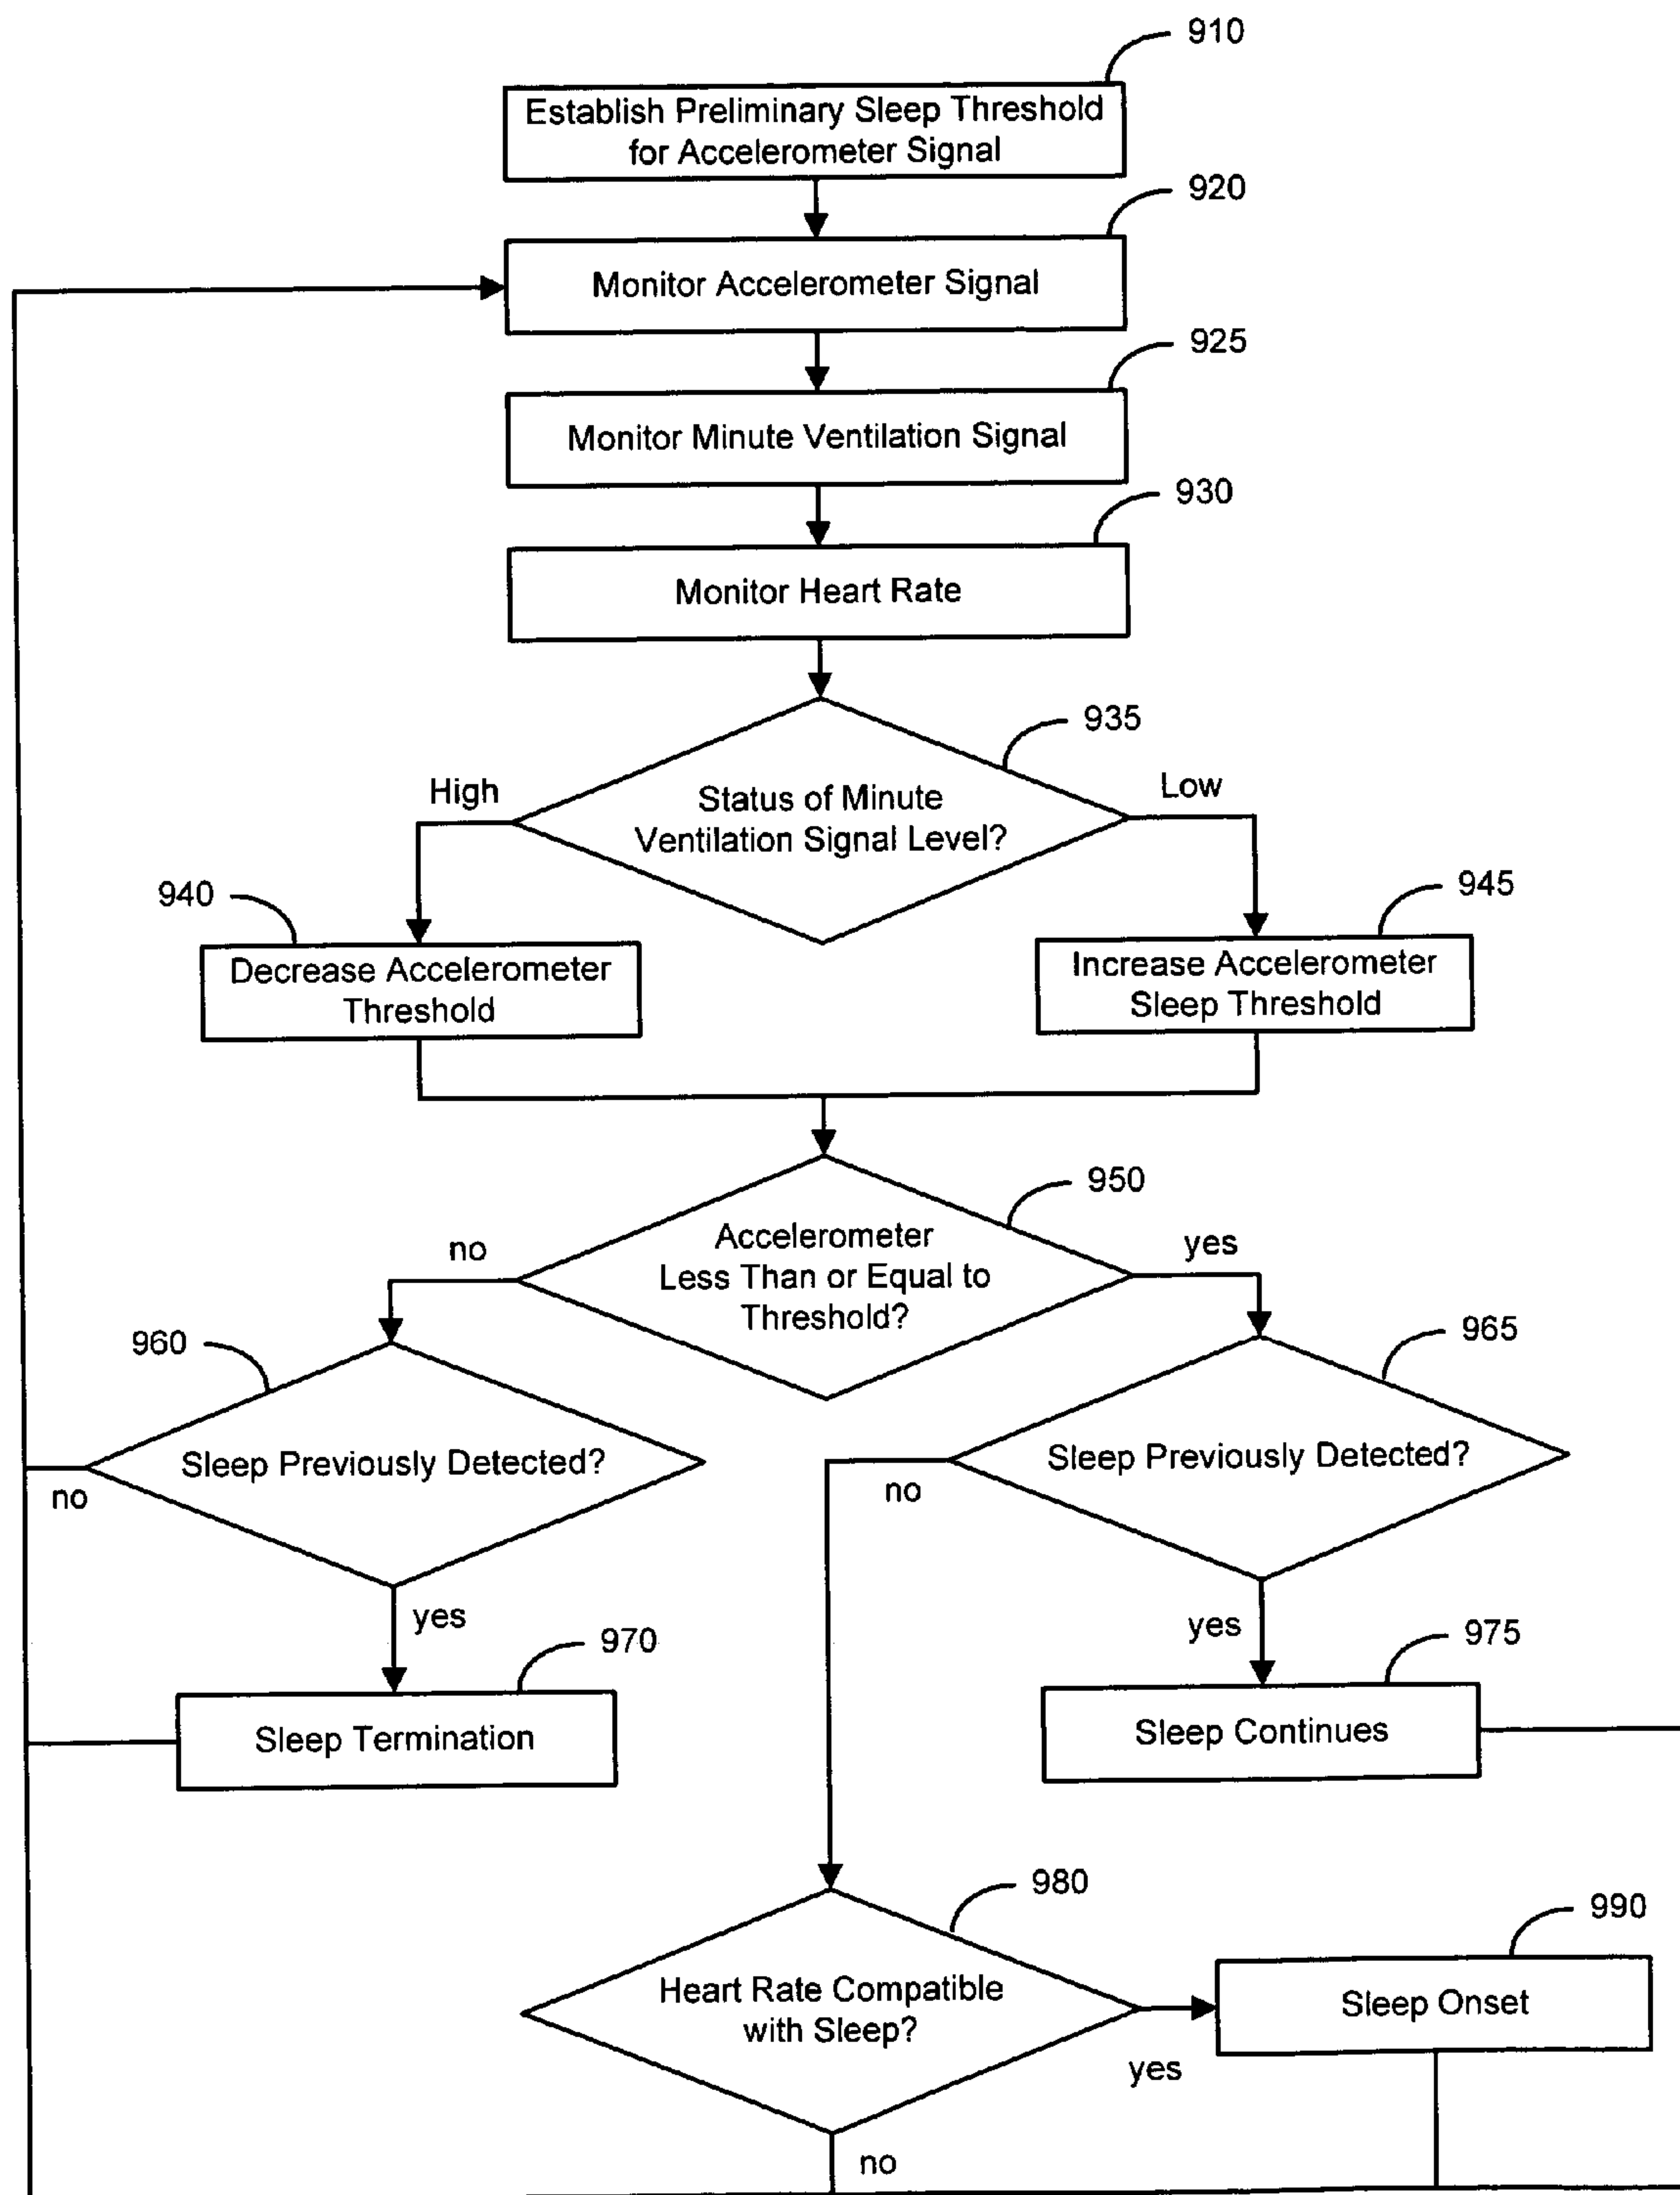 910
Establish Preliminary Sleep Threshold
for Accelerometer Signal
920
Monitor Accelerometer Signal
925
Monitor Minute Ventilation Signal
930
Monitor Heart Rate
935
High
Status of Minute
Ventilation Signal Level?
Low
940
Decrease Accelerometer
Threshold
945
Increase Accelerometer
Sleep Threshold
950
no
Accelerometer
Less Than or Equal to
Threshold?
yes
960
Sleep Previously Detected?
no
965
Sleep Previously Detected?
no
yes
970
Sleep Termination
yes
975
Sleep Continues
980
Heart Rate Compatible
with Sleep?
990
Sleep Onset
yes
no